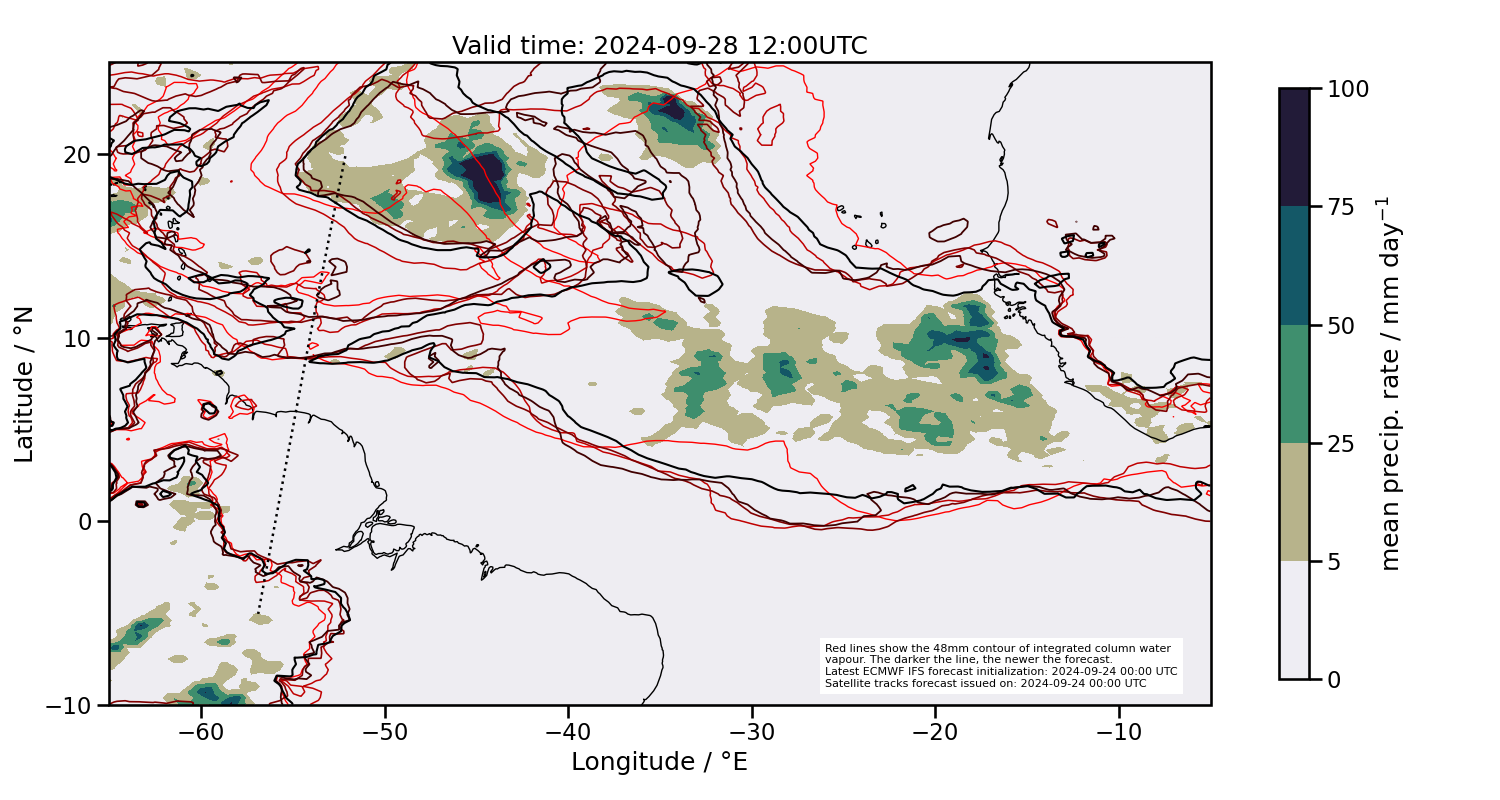 Valid time: 2024-09-28 12:00UTC
Latitude / °N
20
10
0
−10
−60
−50
−40
−30
−20
−10
Longitude / °E
Red lines show the 48mm contour of integrated column water
vapour. The darker the line, the newer the forecast.
Latest ECMWF IFS forecast initialization: 2024-09-24 00:00 UTC
Satellite tracks forecast issued on: 2024-09-24 00:00 UTC
100
75
50
25
5
0
mean precip. rate / mm day⁻¹